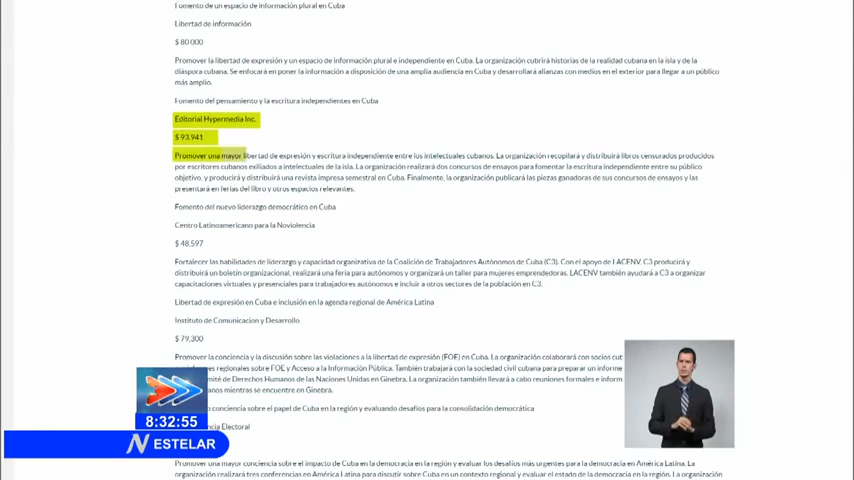 Fomento de un espacio de información plural en Cuba
Libertad de información
$ 80 000
Promover la libertad de expresión y un espacio de información plural e independiente en Cuba. La organización cubrirá historias de la realidad cubana en la isla y de la
diáspora cubana. Se enfocará en poner la información a disposición de una amplia audiencia en Cuba y desarrollará alianzas con medios en el exterior para llegar a un público
más amplio.
Fomento del pensamiento y la escritura independientes en Cuba
Editorial Hypermedia Inc.
$ 93.941
Promover una mayor libertad de expresión y escritura independiente entre los intelectuales cubanos. La organización recopilará y distribuirá libros censurados producidos
por escritores cubanos exiliados a intelectuales de la isla. La organización realizará dos concursos de ensayos para fomentar la escritura independiente entre su público
objetivo, y producirá y distribuirá una revista impresa semestral en Cuba. Finalmente, la organización publicará las piezas ganadoras de sus concursos de ensayos y las
presentará en ferias del libro y otros espacios relevantes.
Fomento del nuevo liderazgo democrático en Cuba
Centro Latinoamericano para la Noviolencia
$ 48,597
Fortalecer las habilidades de liderazgo y capacidad organizativa de la Coalición de Trabajadores Autónomos de Cuba (C3). Con el apoyo de LACENV, C3 producirá y
distribuirá un boletín organizacional, realizará una feria para autónomos y organizará un taller para mujeres emprendedoras. LACENV también ayudará a C3 a organizar
capacitaciones virtuales y presenciales para trabajadores autónomos e incluir a otros sectores de la población en C3.
Libertad de expresión en Cuba e inclusión en la agenda regional de América Latina
Instituto de Comunicacion y Desarrollo
$ 79,300
Promover la conciencia y la discusión sobre las violaciones a la libertad de expresión (FOE) en Cuba. La organización colaborará con socios cut
regionales sobre FOE y Acceso a la Información Pública. También trabajará con la sociedad civil cubana para preparar un informe
mité de Derechos Humanos de las Naciones Unidas en Ginebra. La organización también llevará a cabo reuniones formales e inform
anos mientras se encuentre en Ginebra.
conciencia sobre el papel de Cuba en la región y evaluando desafíos para la consolidación democrática
ncia Electoral
8:32:55
N ESTELAR
Promover una mayor conciencia sobre el impacto de Cuba en la democracia en la región y evaluar los desafíos más urgentes para la democracia en América Latina. La
organización realizará tres conferencias en América Latina para discutir sobre Cuba en un contexto regional y evaluar el estado de la democracia en la región. La organización